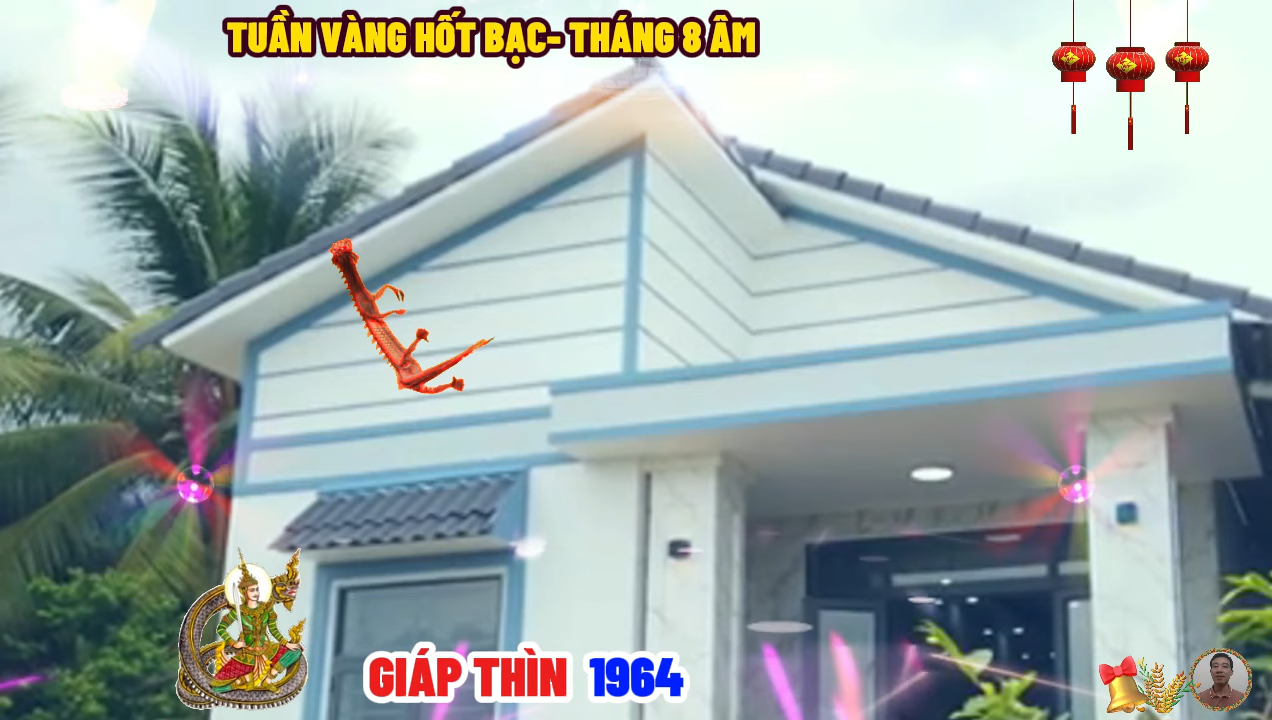 TUẦN VÀNG HỐT BẠC- THÁNG 8 ÂM
GIÁP THÌN 1964